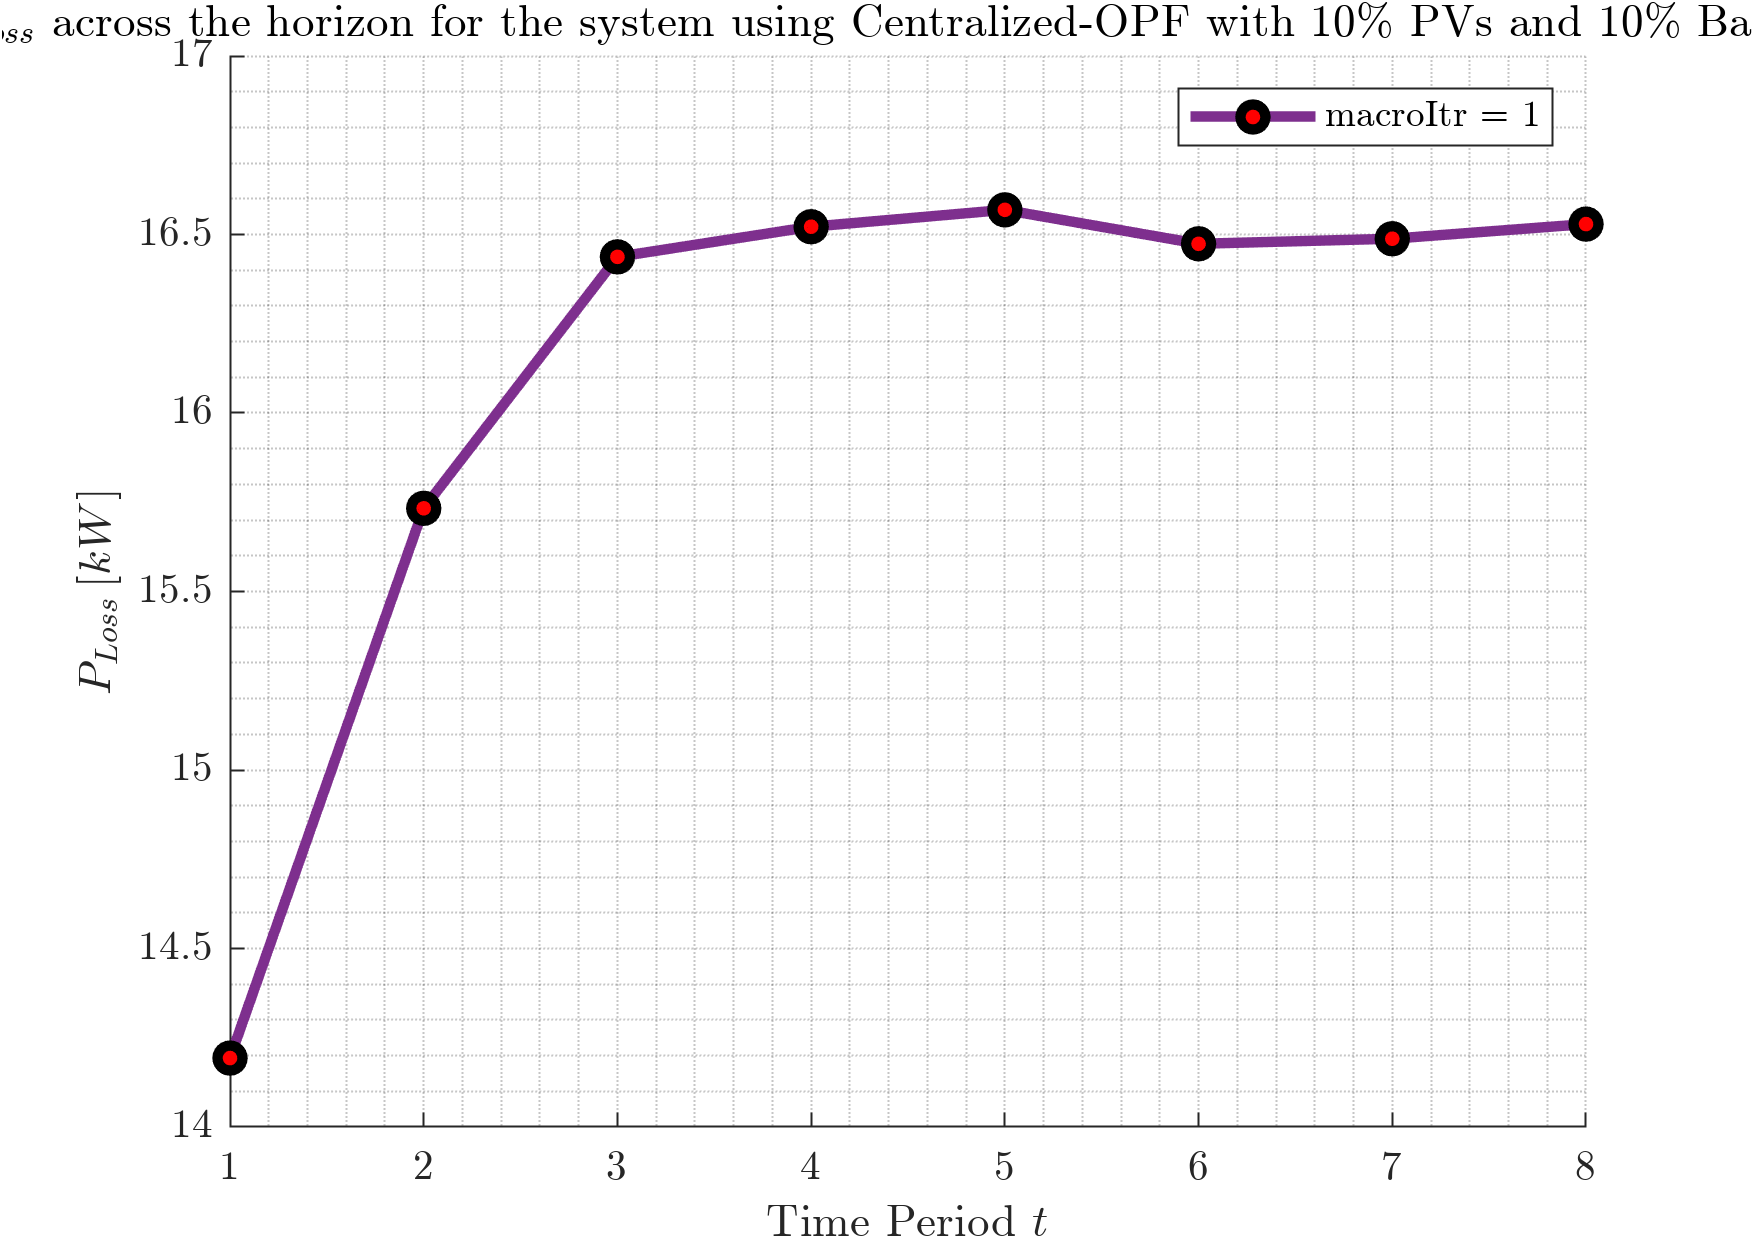 oss across the horizon for the system using Centralized-OPF with 10% PVs and 10% Ba
macroItr = 1
17
16.5
16
15.5
15
14.5
14
P_{Loss} [kW]
1 2 3 4 5 6 7 8
Time Period t